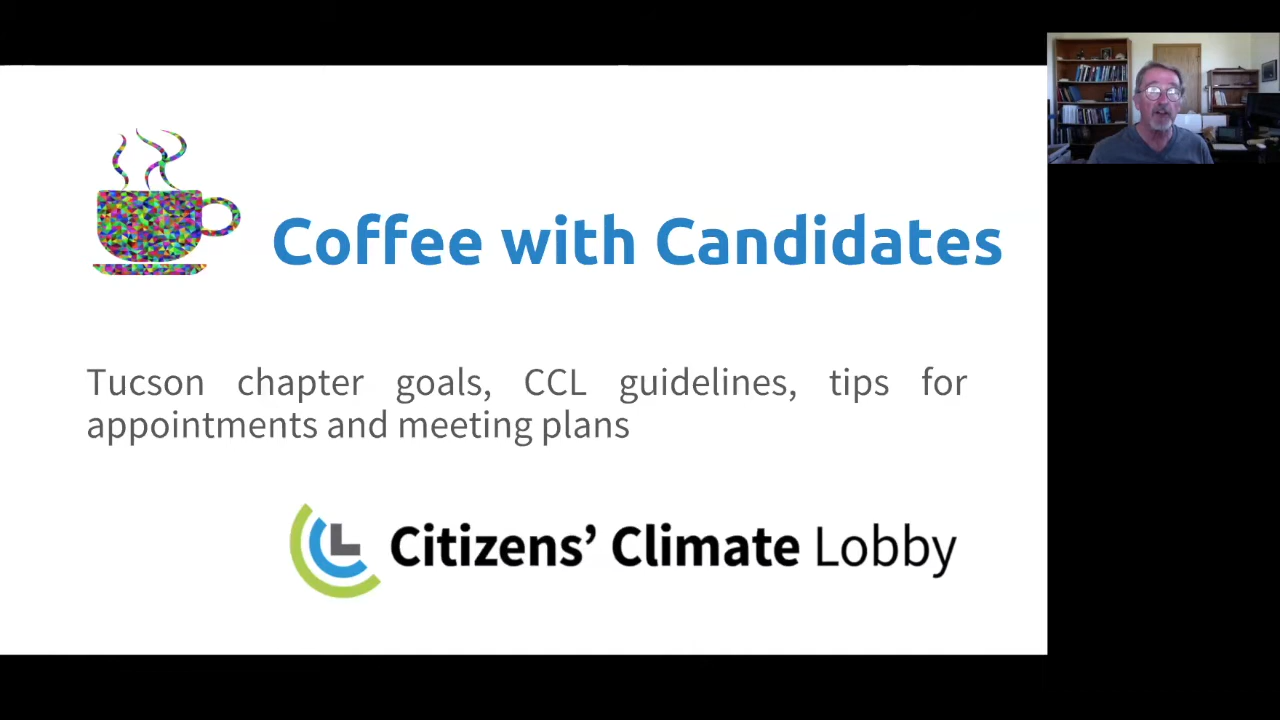 Coffee with Candidates
Tucson chapter goals, CCL guidelines, tips for
appointments and meeting plans
Citizens’ Climate Lobby